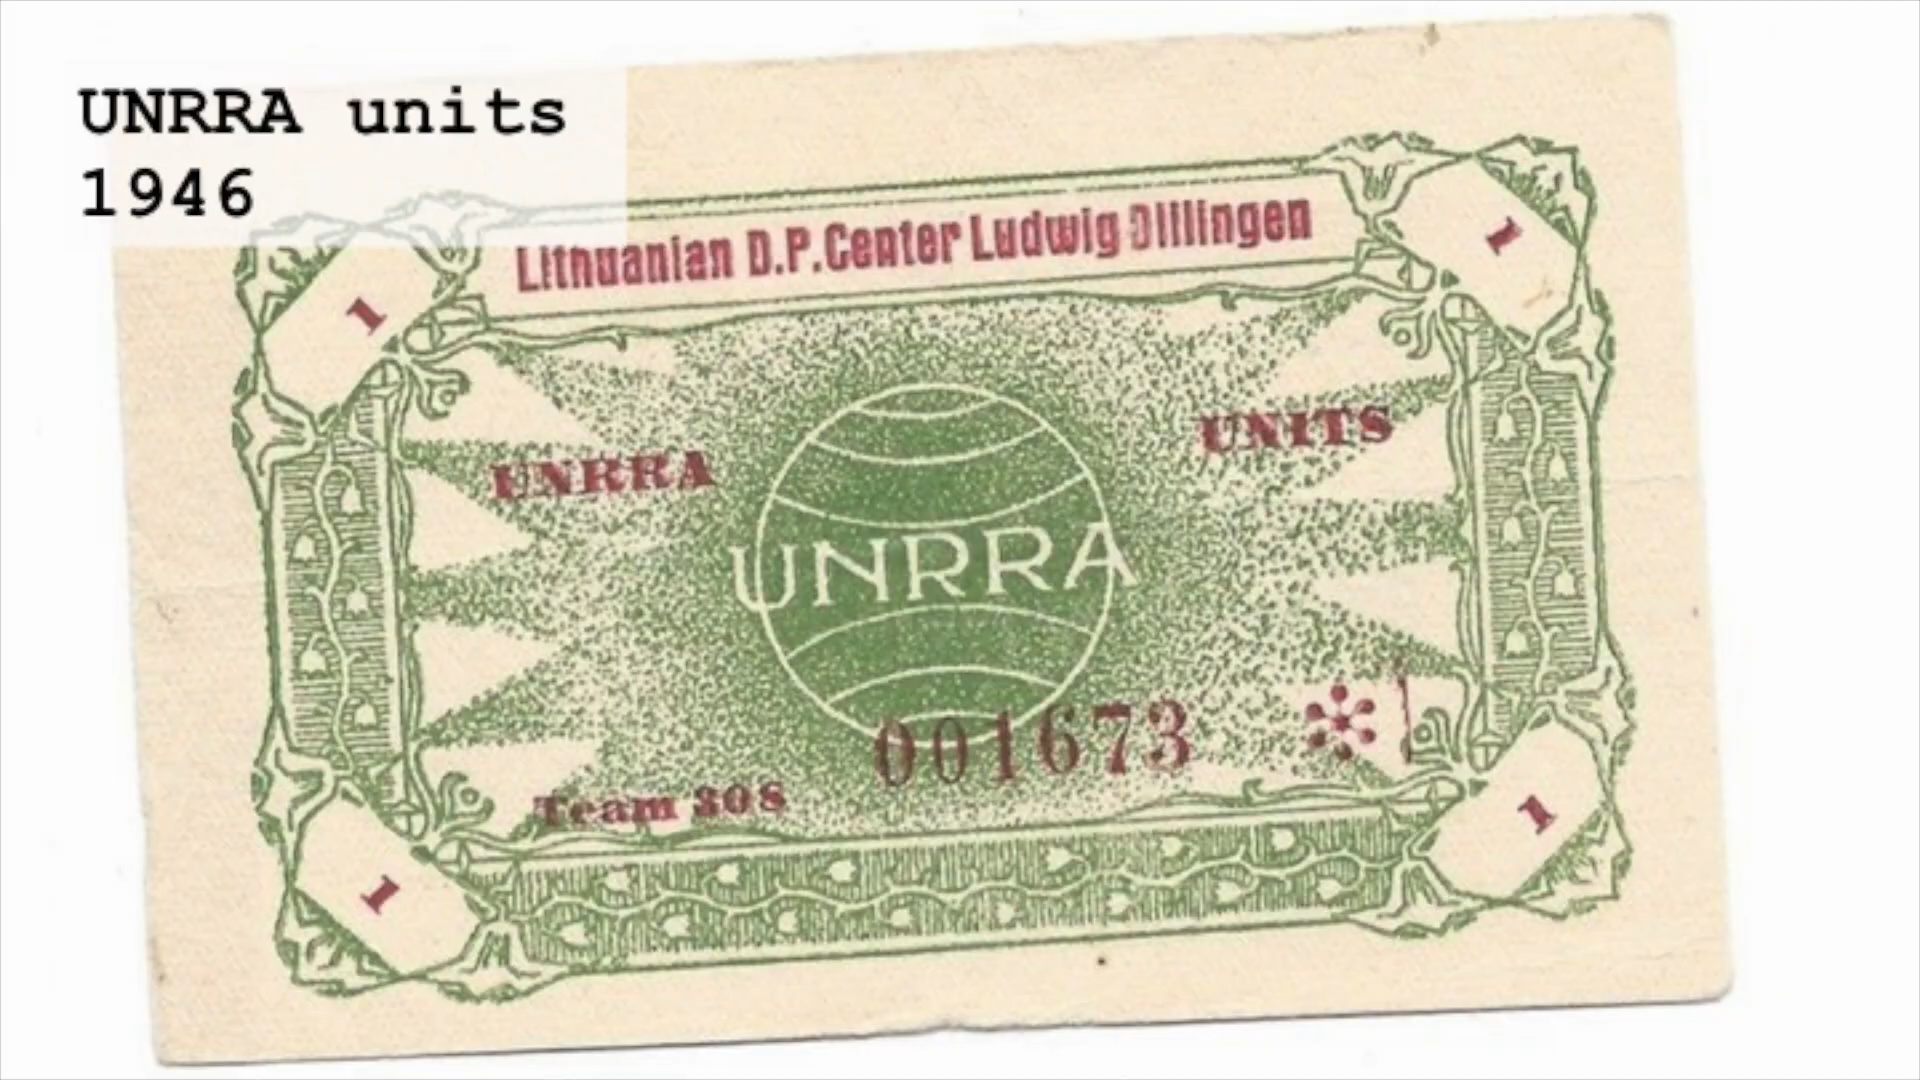 UNRRA units
1946
Lithuanian D.P.Center Ludwig Dillingen
1
1
UNRRA UNITS
UNRRA
001673
Team 308
1
1